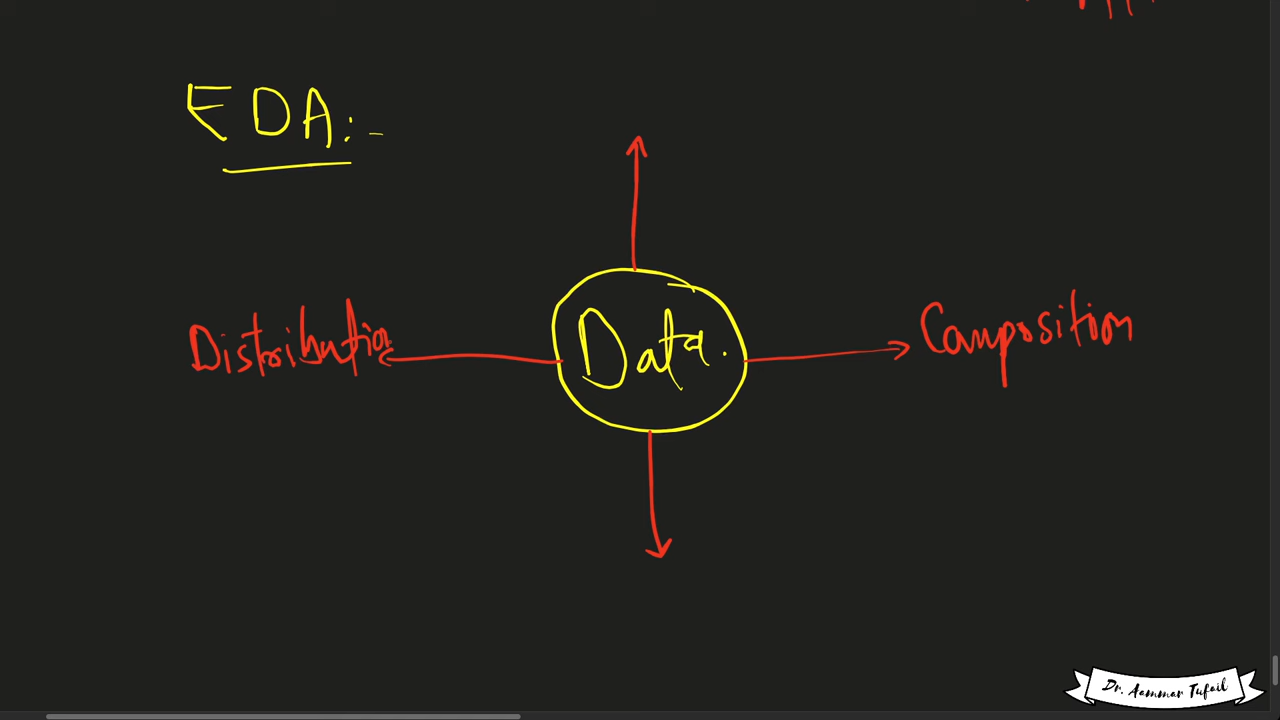 EDA:-
Distribution
Data.
Composition
Dr. Aammar Tufail